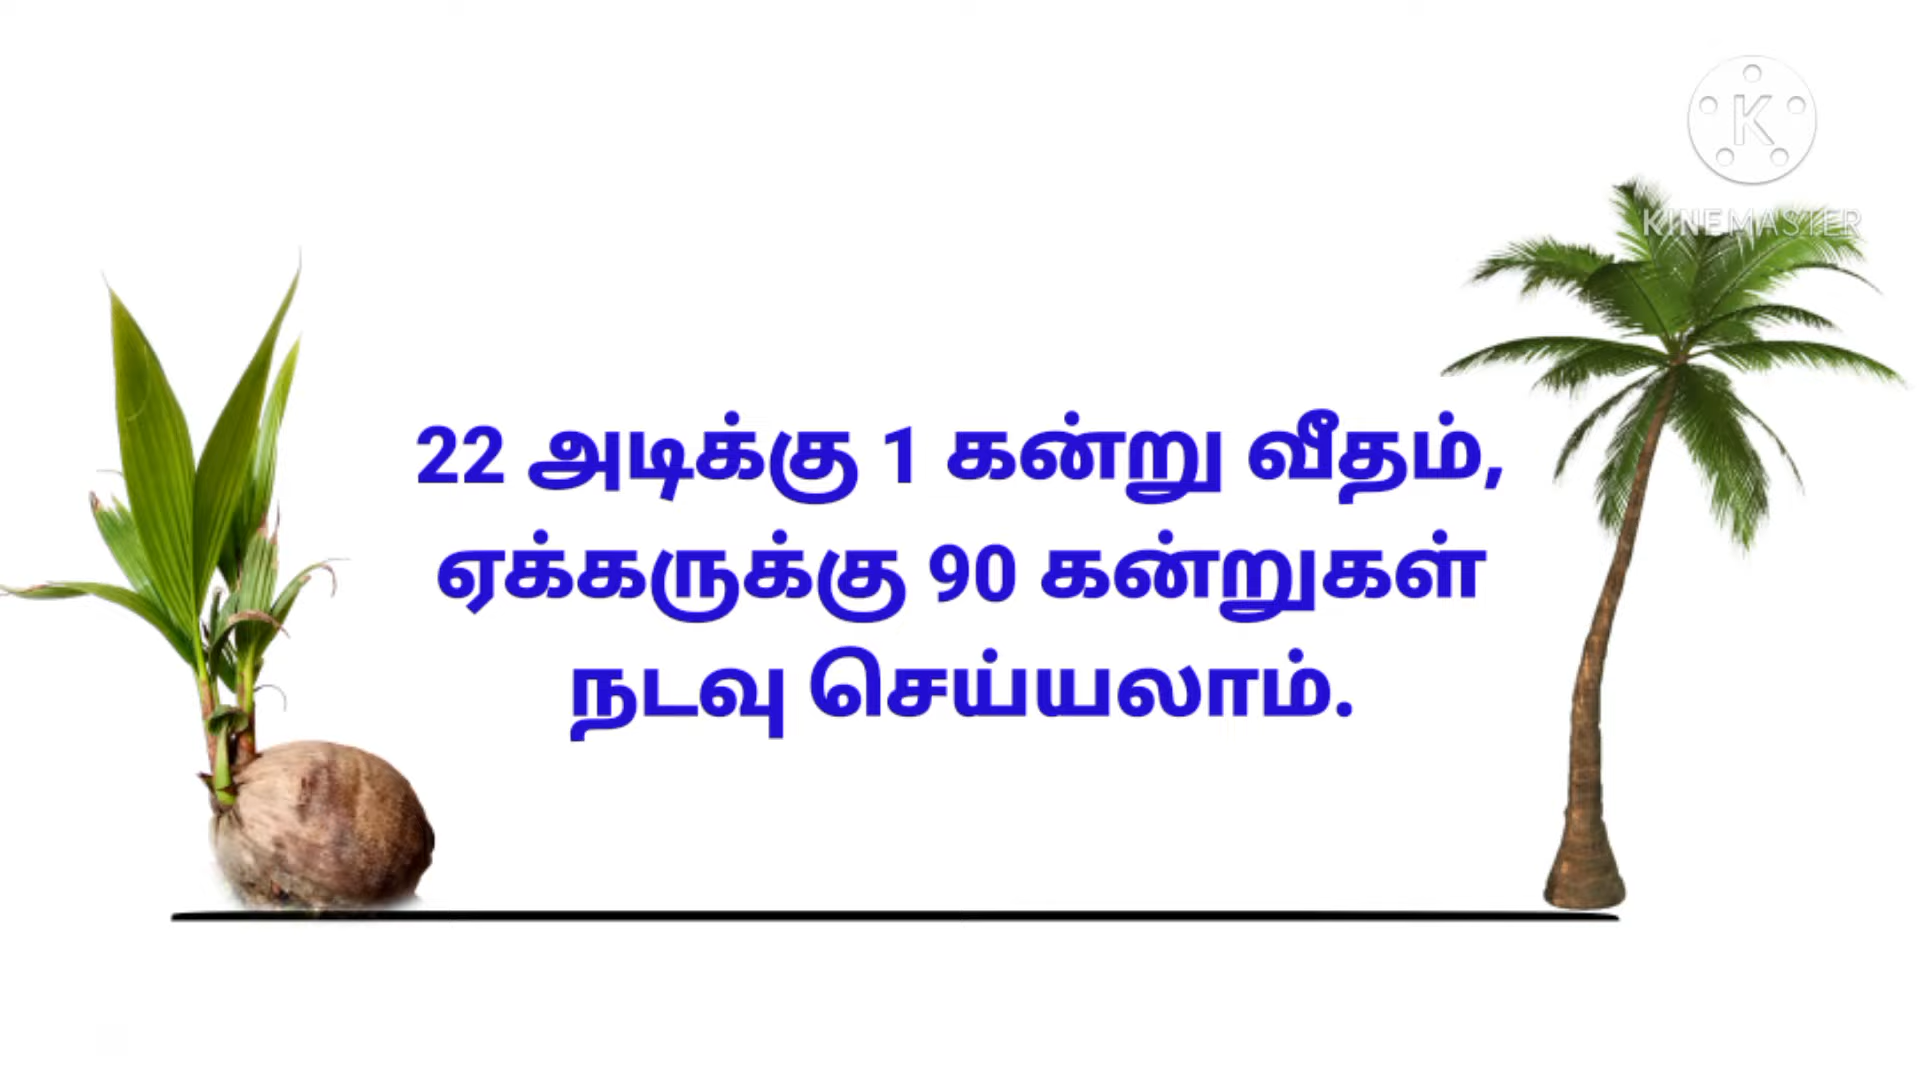 K
KINEMASTER
22 அடிக்கு 1 கன்று வீதம்,
ஏக்கருக்கு 90 கன்றுகள்
நடவு செய்யலாம்.